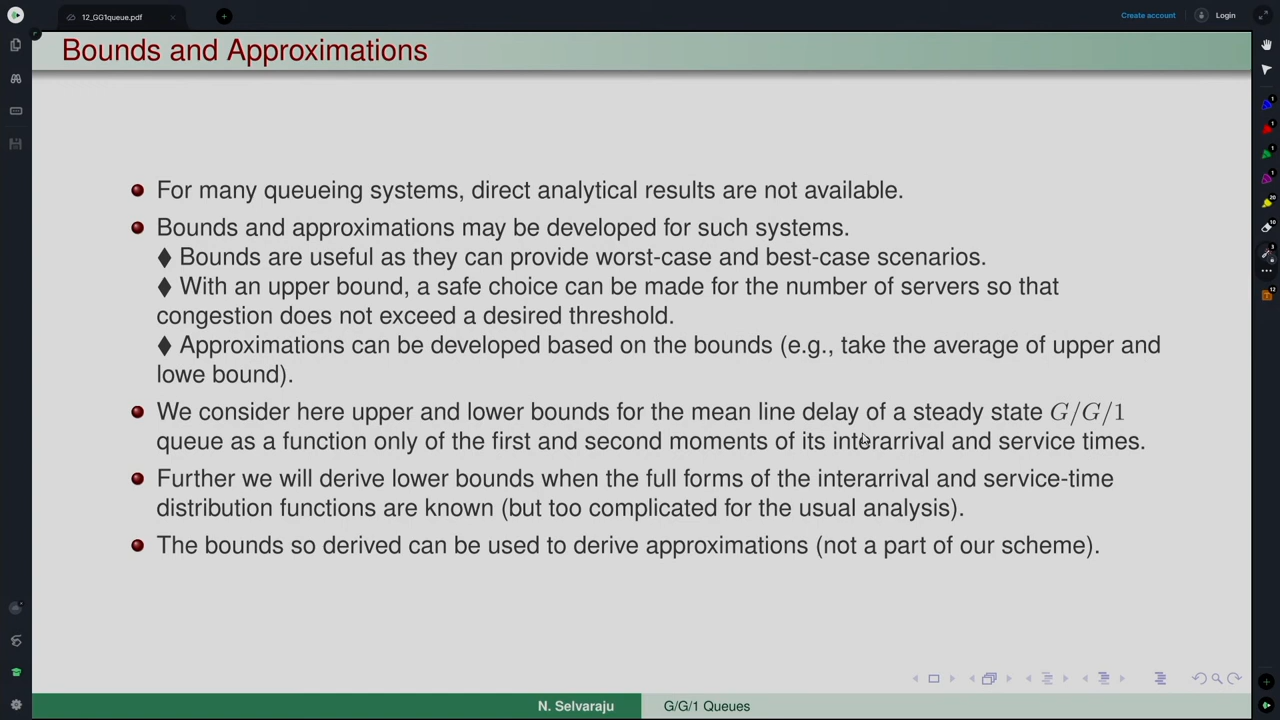 12_GG1queue.pdf
Create account
Login
Bounds and Approximations
For many queueing systems, direct analytical results are not available.
Bounds and approximations may be developed for such systems.
♦ Bounds are useful as they can provide worst-case and best-case scenarios.
♦ With an upper bound, a safe choice can be made for the number of servers so that
congestion does not exceed a desired threshold.
♦ Approximations can be developed based on the bounds (e.g., take the average of upper and
lowe bound).
We consider here upper and lower bounds for the mean line delay of a steady state G/G/1
queue as a function only of the first and second moments of its interarrival and service times.
Further we will derive lower bounds when the full forms of the interarrival and service-time
distribution functions are known (but too complicated for the usual analysis).
The bounds so derived can be used to derive approximations (not a part of our scheme).
N. Selvaraju
G/G/1 Queues